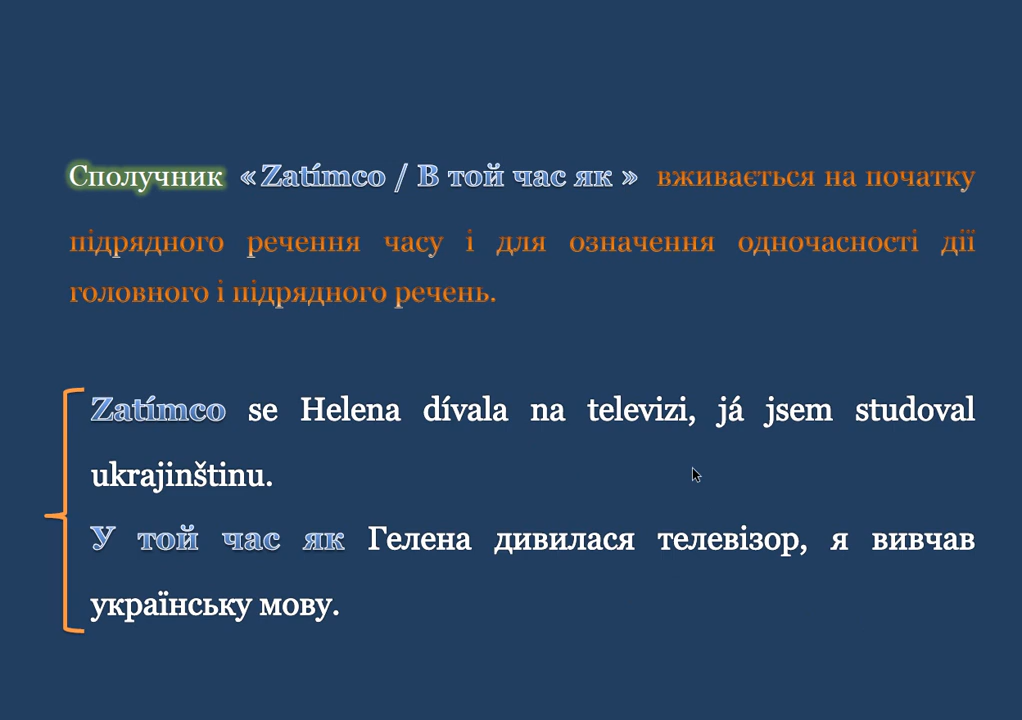 Сполучник «Zatímco / В той час як» вживається на початку
підрядного речення часу і для означення одночасності дії
головного і підрядного речень.
Zatímco se Helena dívala na televizi, já jsem studoval
ukrajinštinu.
У той час як Гелена дивилася телевізор, я вивчав
українську мову.